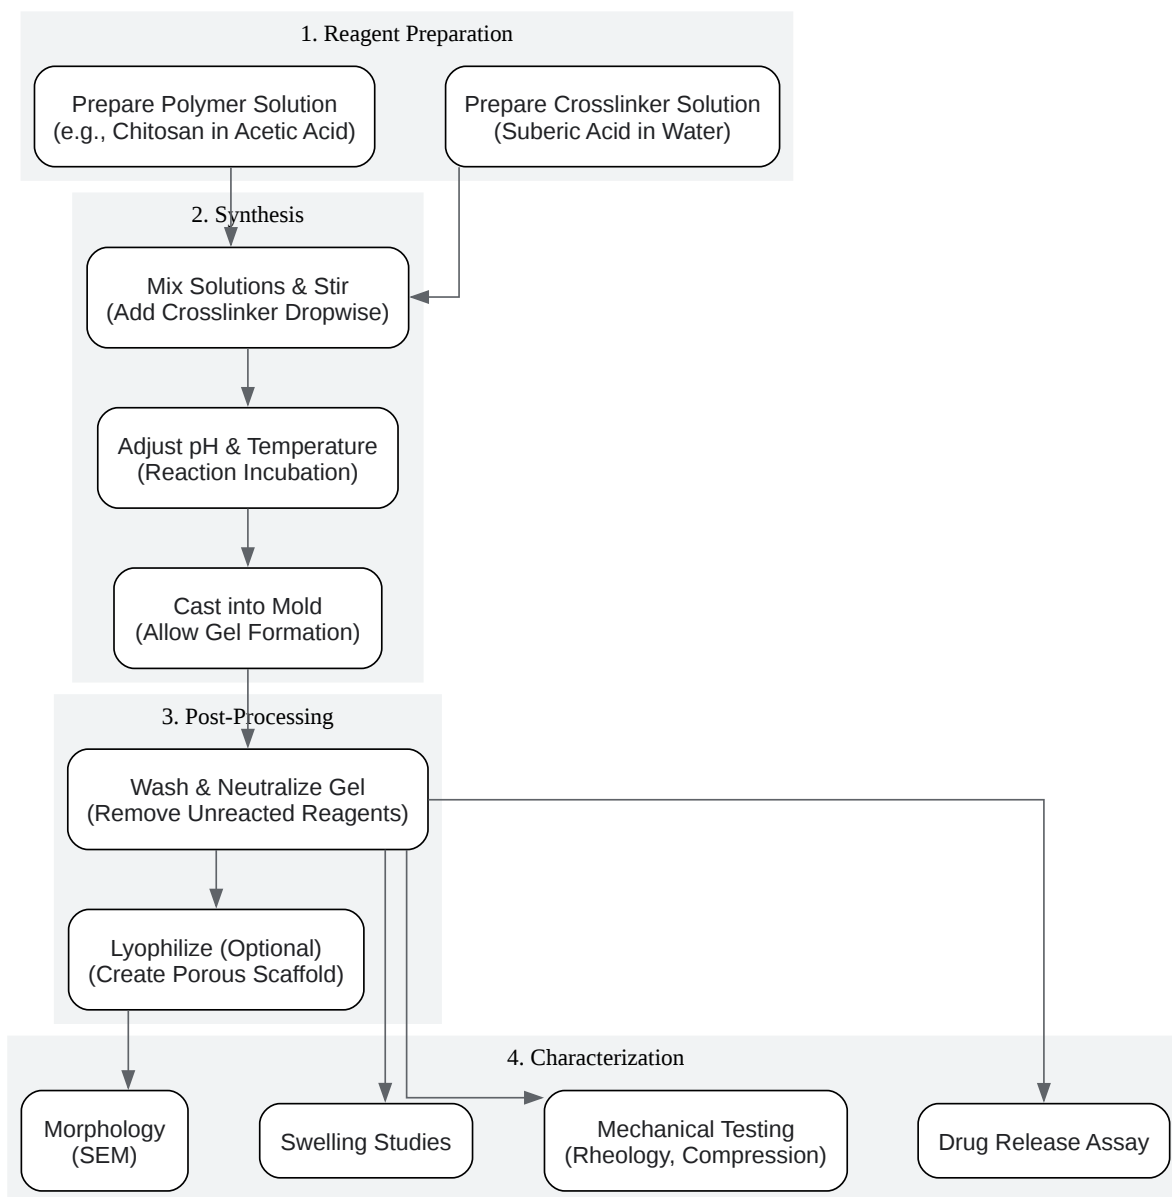 1. Reagent Preparation
Prepare Polymer Solution
(e.g., Chitosan in Acetic Acid)
Prepare Crosslinker Solution
(Suberic Acid in Water)
2. Synthesis
Mix Solutions & Stir
(Add Crosslinker Dropwise)
Adjust pH & Temperature
(Reaction Incubation)
Cast into Mold
(Allow Gel Formation)
3. Post-Processing
Wash & Neutralize Gel
(Remove Unreacted Reagents)
Lyophilize (Optional)
(Create Porous Scaffold)
4. Characterization
Morphology
(SEM)
Swelling Studies
Mechanical Testing
(Rheology, Compression)
Drug Release Assay